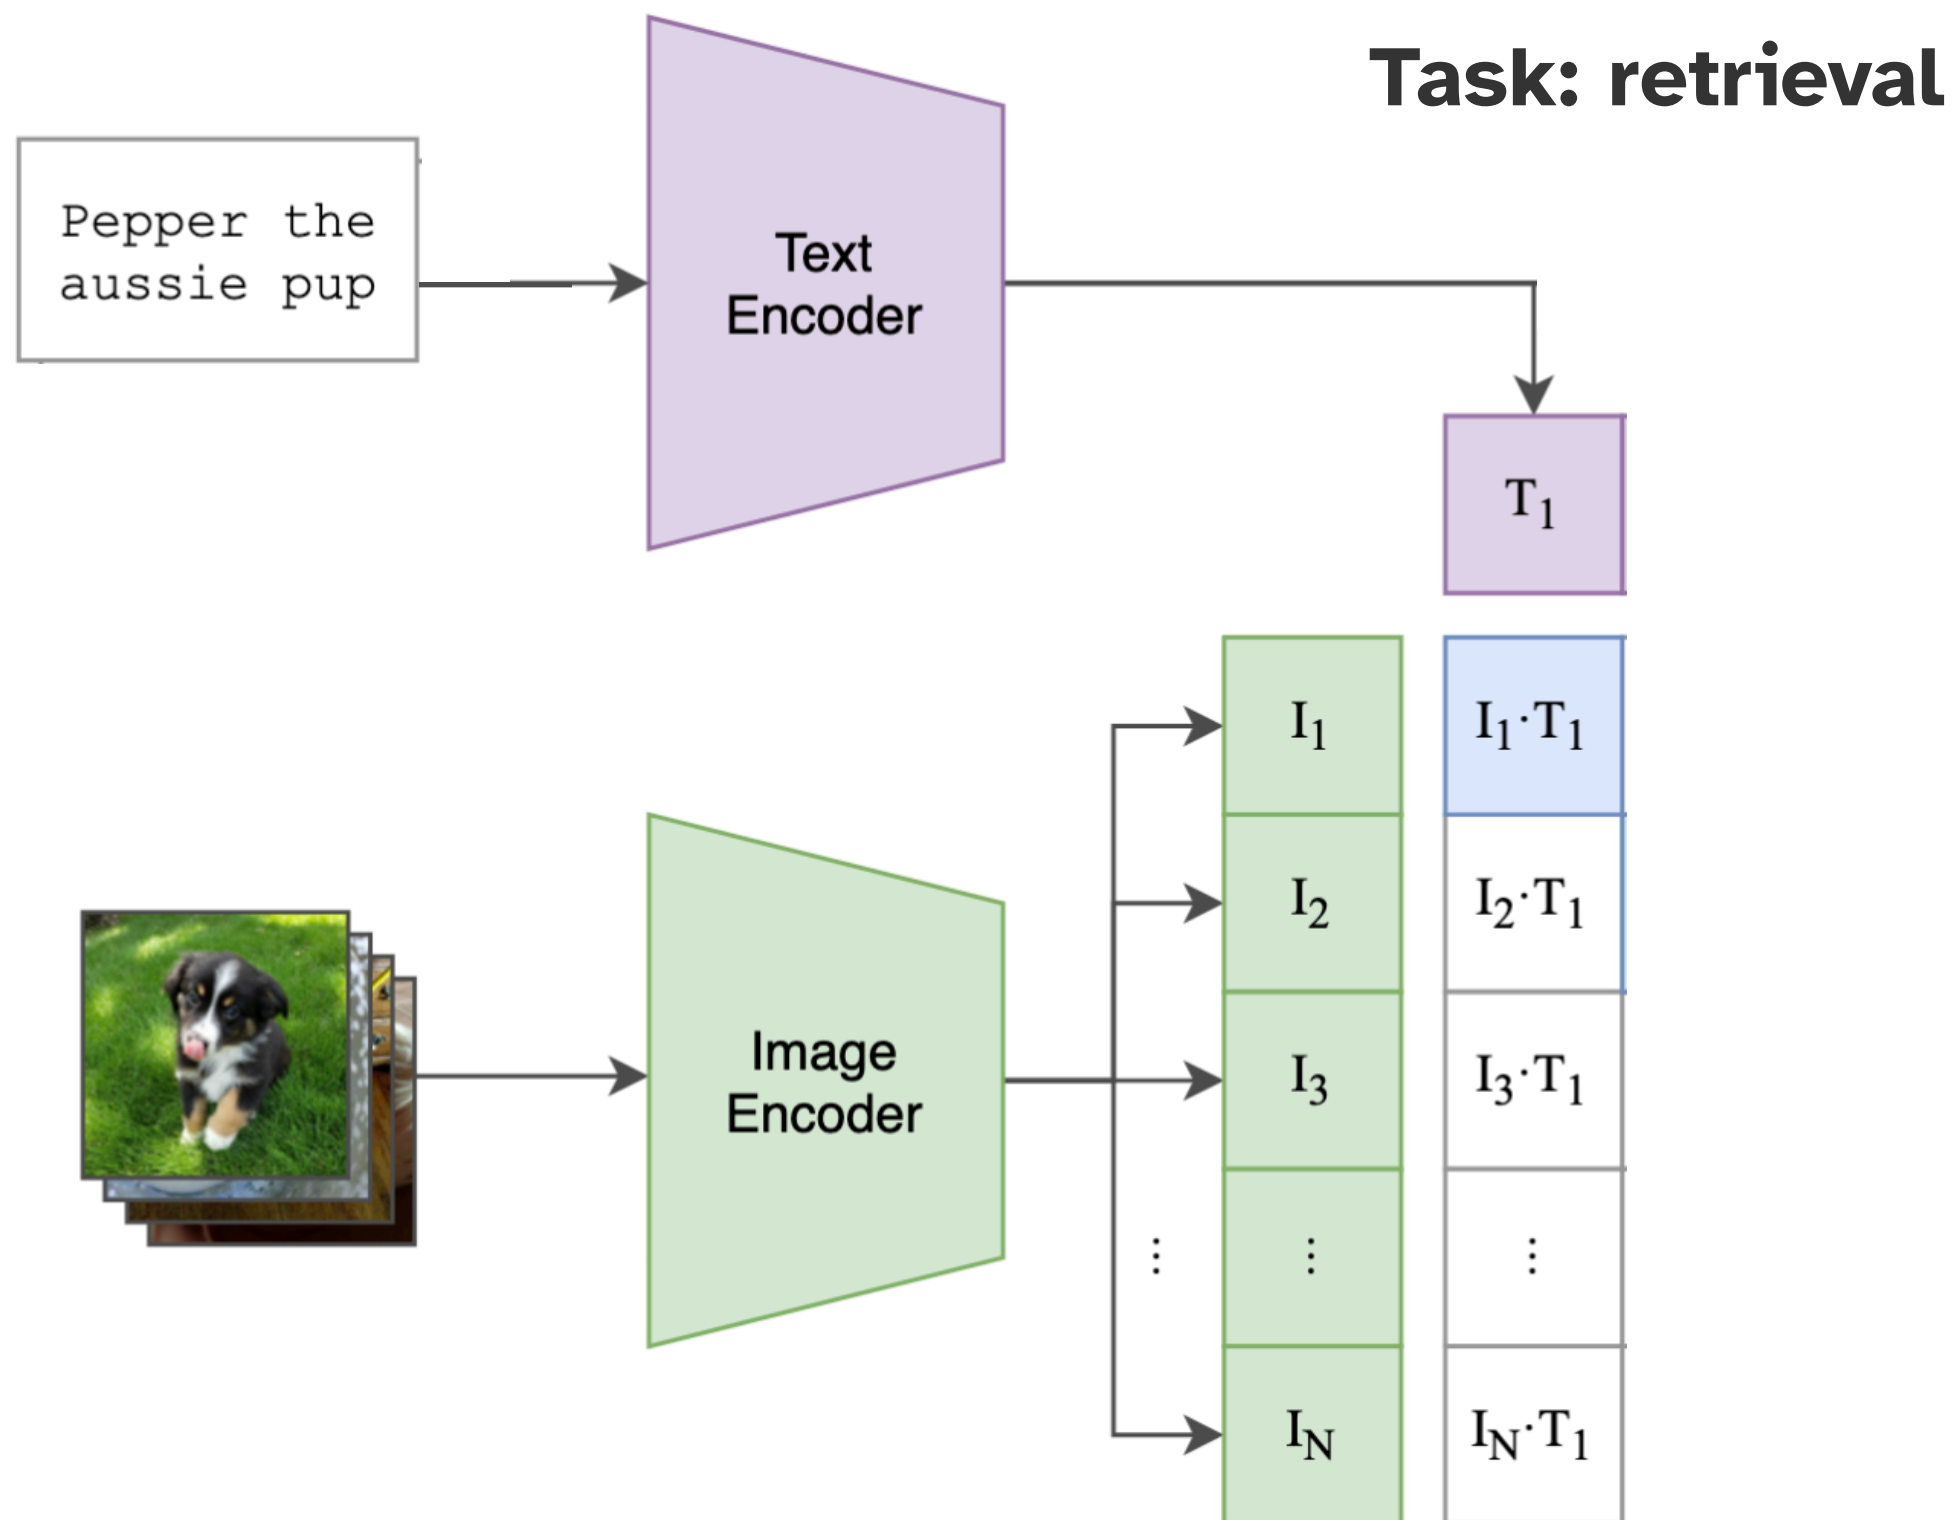 Task: retrieval
Pepper the
aussie pup
Text
Encoder
T₁
I₁
I₁·T₁
I₂
I₂·T₁
Image
Encoder
I₃
I₃·T₁
⋮
⋮
⋮
I_N
I_N·T₁